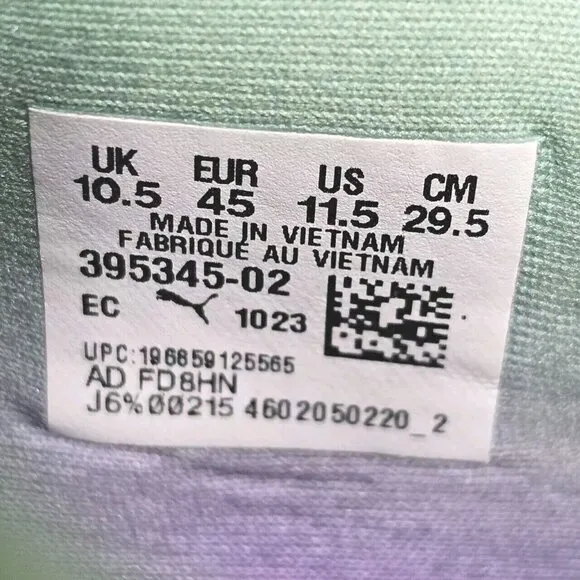 UK EUR US CM
10.5 45 11.5 29.5
MADE IN VIETNAM
FABRIQUÉ AU VIETNAM
395345-02
EC 1023
UPC:196859125565
AD FD8HN
J6%00215 4602050220_2